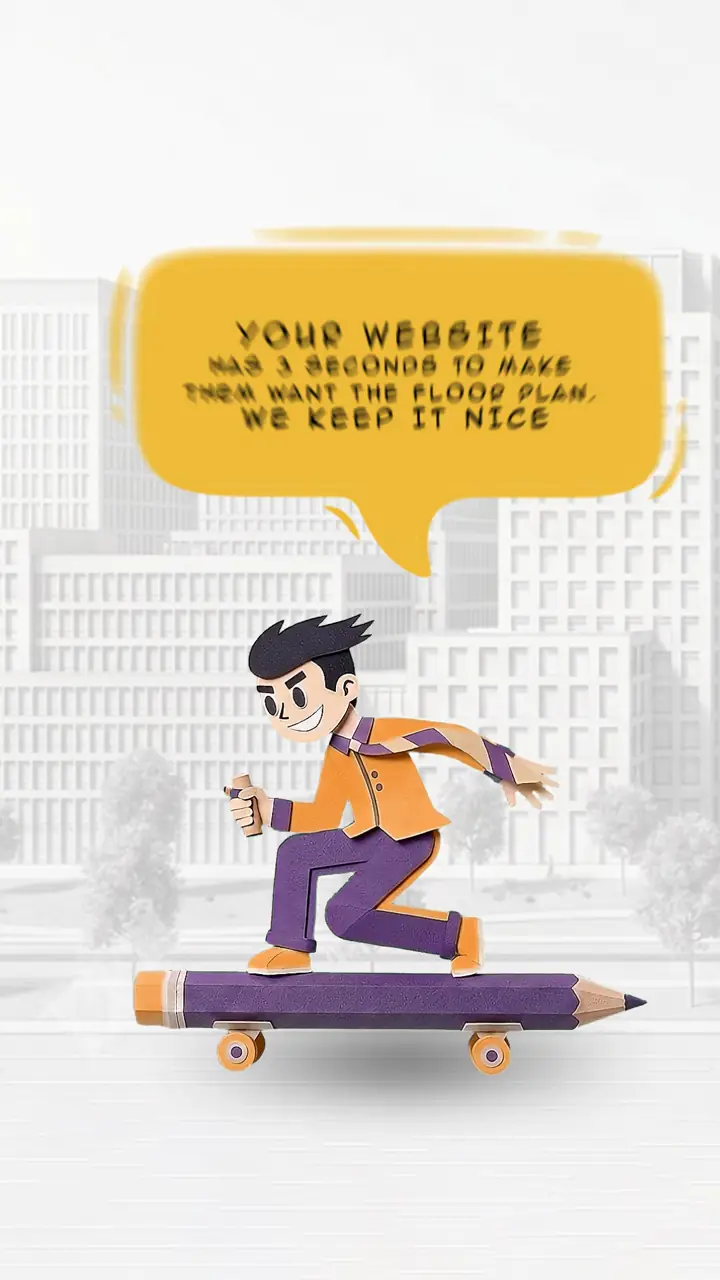 YOUR WEBSITE
HAS 3 SECONDS TO MAKE
THEM WANT THE FLOOR PLAN.
WE KEEP IT NICE